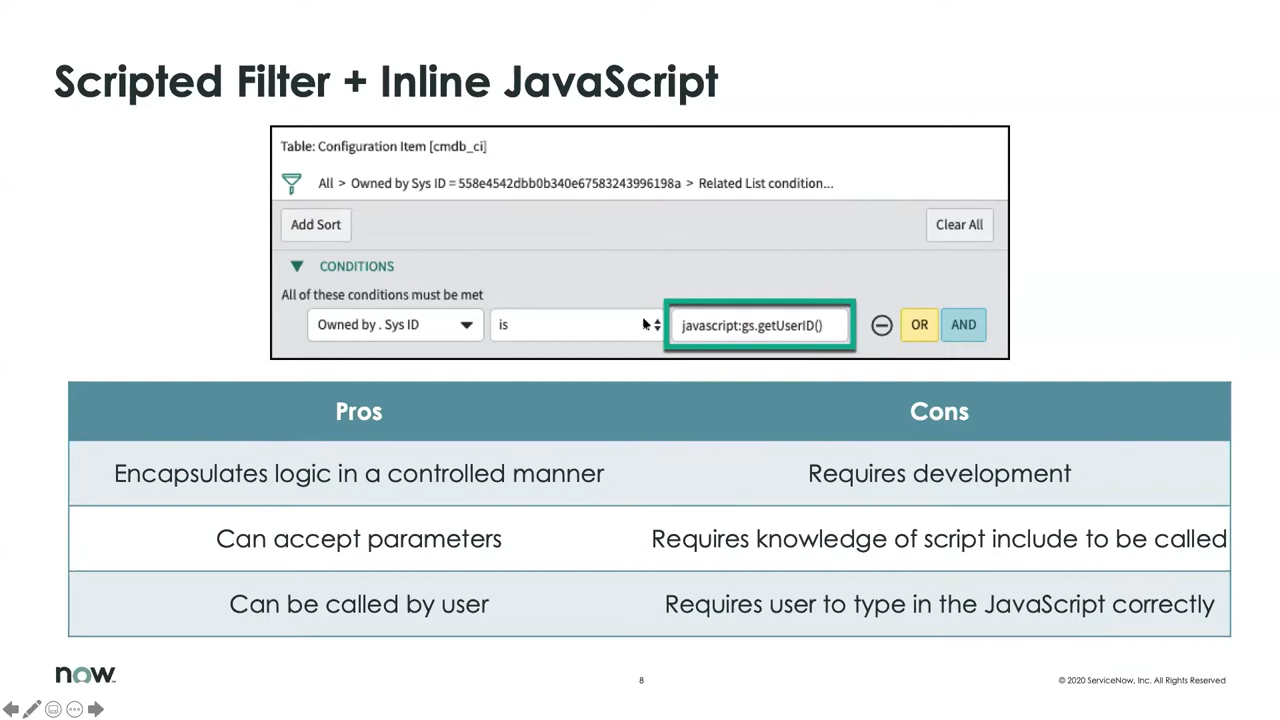 Scripted Filter + Inline JavaScript
Table: Configuration Item [cmdb_ci]
All > Owned by Sys ID = 558e4542dbb0b340e67583243996198a > Related List condition...
Add Sort
Clear All
CONDITIONS
All of these conditions must be met
Owned by . Sys ID
is
javascript:gs.getUserID()
OR
AND
Pros
Cons
Encapsulates logic in a controlled manner
Requires development
Can accept parameters
Requires knowledge of script include to be called
Can be called by user
Requires user to type in the JavaScript correctly
now
8
© 2020 ServiceNow, Inc. All Rights Reserved